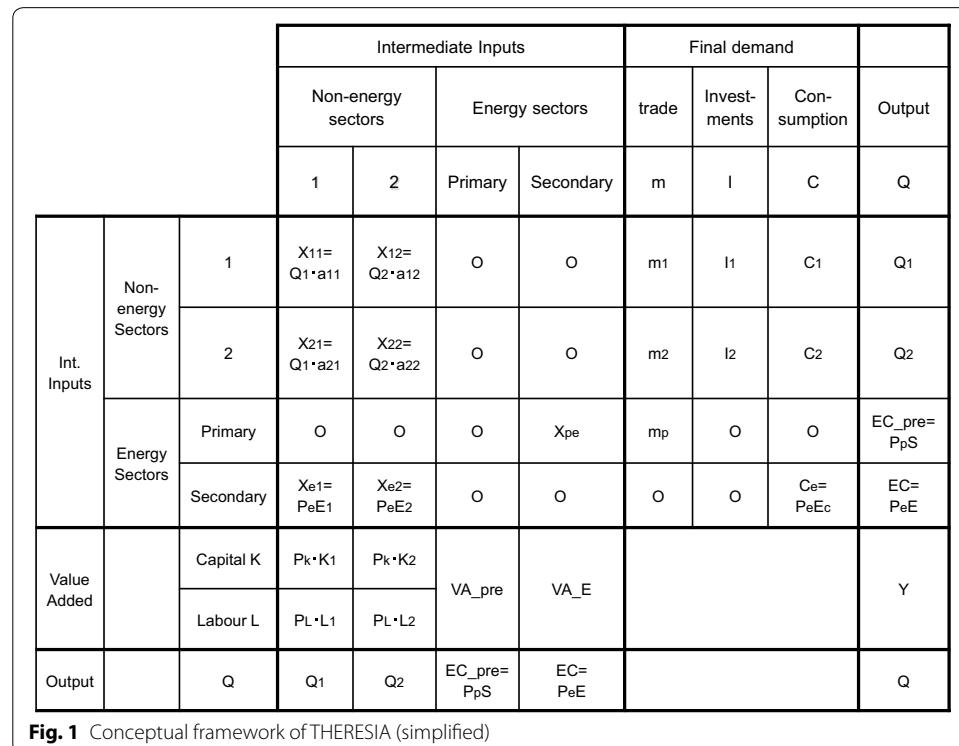 Intermediate Inputs
Final demand
Non-energy
sectors
Energy sectors
trade
Invest-
ments
Con-
sumption
Output
1
2
Primary
Secondary
m
I
C
Q
Int.
Inputs
Non-
energy
Sectors
1
X11=
Q1·a11
X12=
Q2·a12
O
O
m1
I1
C1
Q1
2
X21=
Q1·a21
X22=
Q2·a22
O
O
m2
I2
C2
Q2
Energy
Sectors
Primary
O
O
O
Xpe
mp
O
O
EC_pre=
PpS
Secondary
Xe1=
PeE1
Xe2=
PeE2
O
O
O
O
Ce=
PeEc
EC=
PeE
Value
Added
Capital K
Pk·K1
Pk·K2
VA_pre
VA_E
Y
Labour L
PL·L1
PL·L2
Output
Q
Q1
Q2
EC_pre=
PpS
EC=
PeE
Q
Fig. 1 Conceptual framework of THERESIA (simplified)